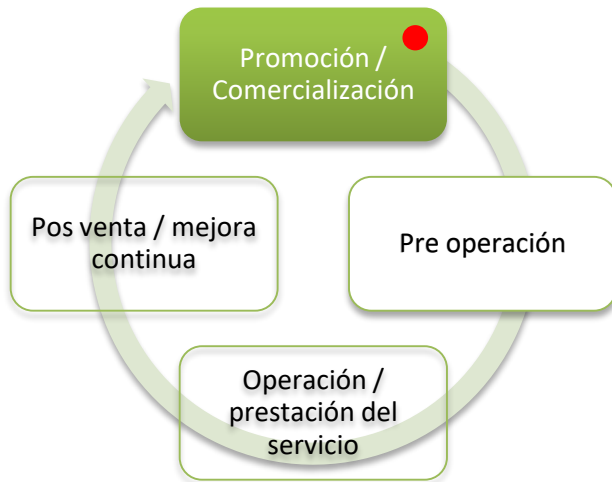 Promoción /
Comercialización
Pre operación
Operación /
prestación del
servicio
Pos venta / mejora
continua